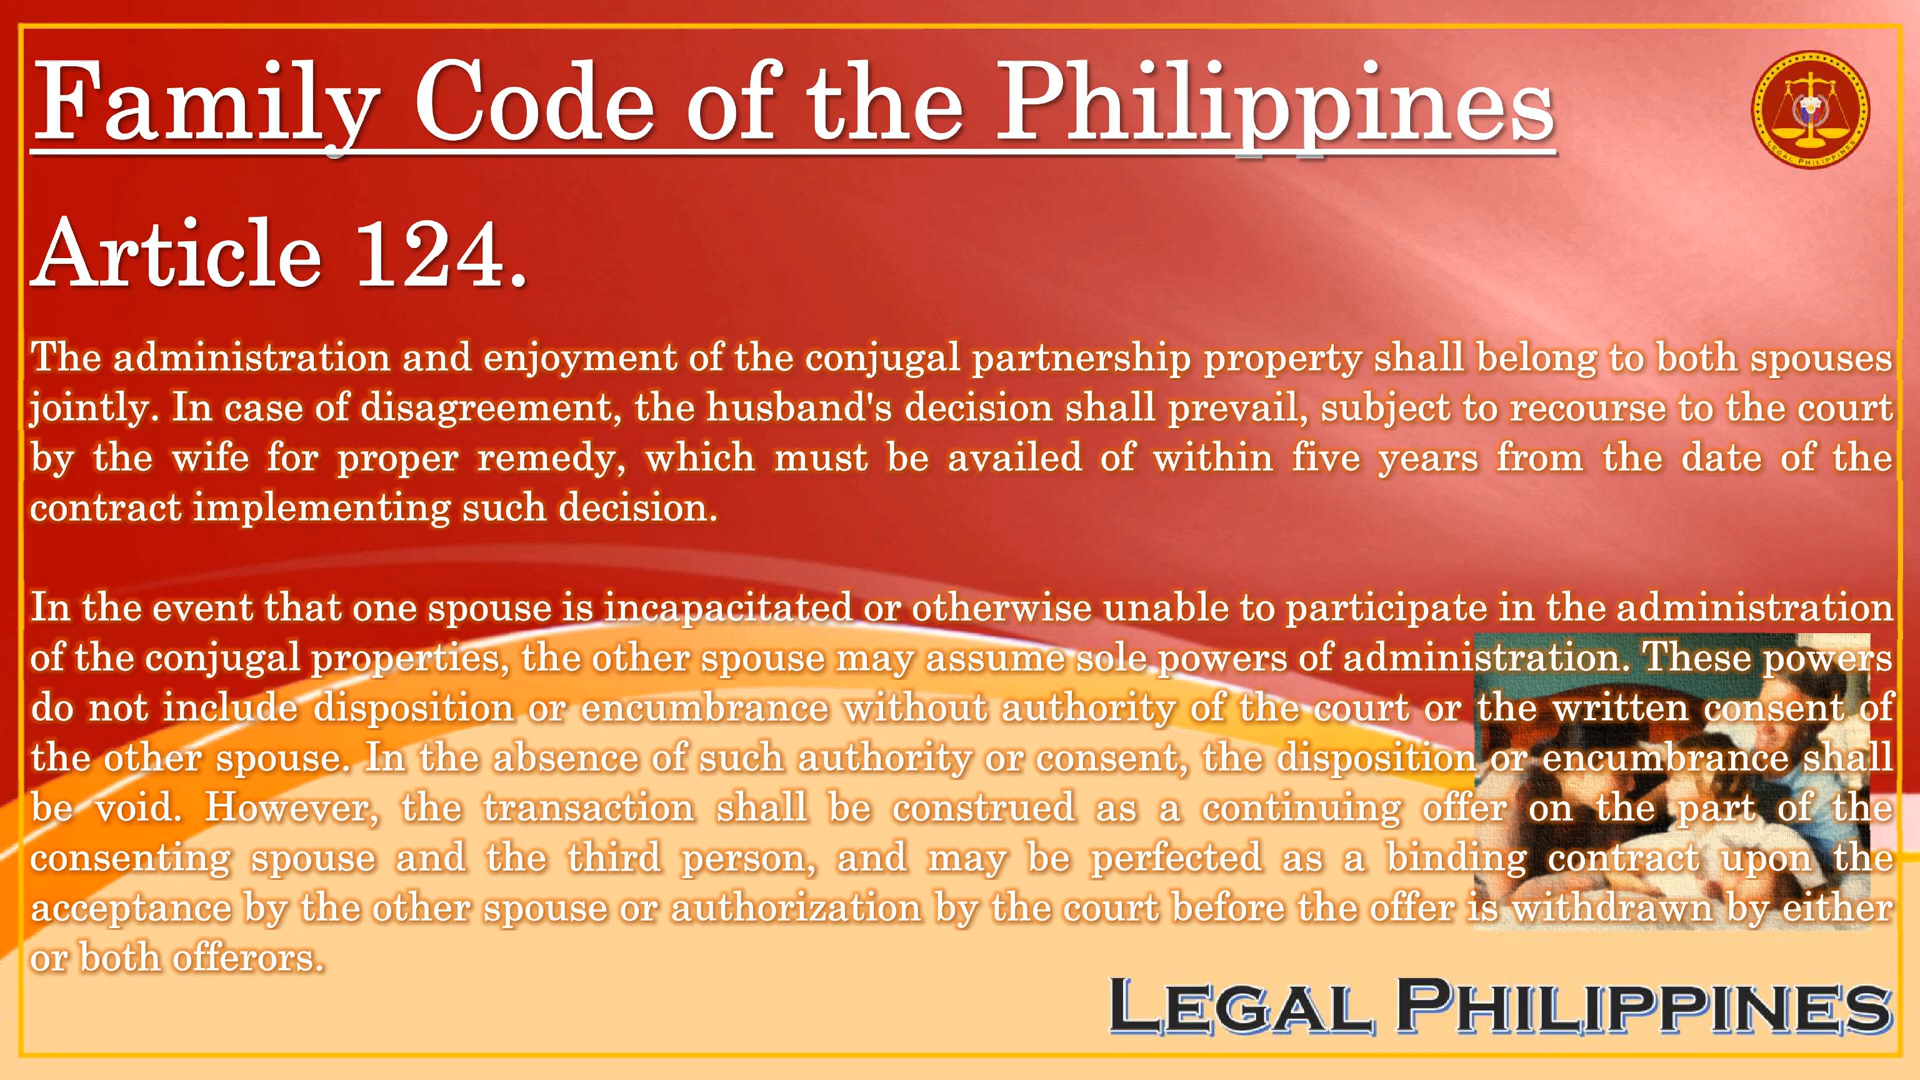 Family Code of the Philippines
Article 124.
The administration and enjoyment of the conjugal partnership property shall belong to both spouses
jointly. In case of disagreement, the husband's decision shall prevail, subject to recourse to the court
by the wife for proper remedy, which must be availed of within five years from the date of the
contract implementing such decision.
In the event that one spouse is incapacitated or otherwise unable to participate in the administration
of the conjugal properties, the other spouse may assume sole powers of administration. These powers
do not include disposition or encumbrance without authority of the court or the written consent of
the other spouse. In the absence of such authority or consent, the disposition or encumbrance shall
be void. However, the transaction shall be construed as a continuing offer on the part of the
consenting spouse and the third person, and may be perfected as a binding contract upon the
acceptance by the other spouse or authorization by the court before the offer is withdrawn by either
or both offerors.
LEGAL PHILIPPINES
LEGAL PHILIPPINES